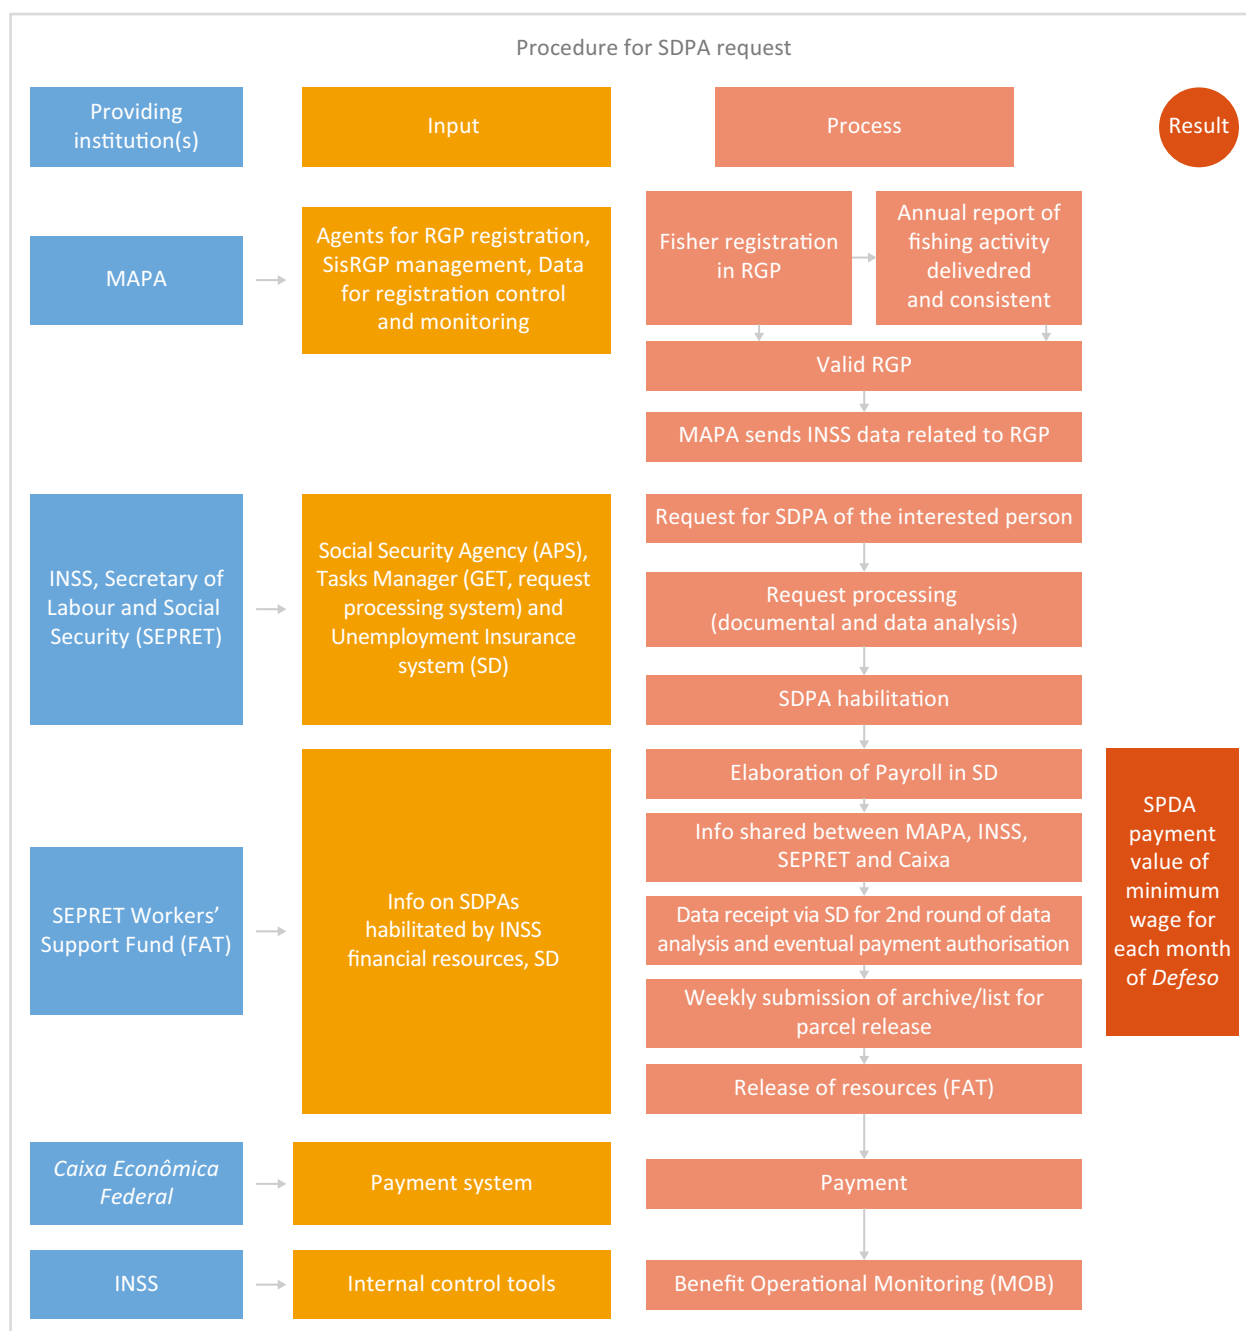 Procedure for SDPA request
Providing
institution(s)
Input
Process
Result
MAPA
Agents for RGP registration,
SisRGP management, Data
for registration control
and monitoring
Fisher registration
in RGP
Annual report of
fishing activity
delivedred
and consistent
Valid RGP
MAPA sends INSS data related to RGP
INSS, Secretary of
Labour and Social
Security (SEPRET)
Social Security Agency (APS),
Tasks Manager (GET, request
processing system) and
Unemployment Insurance
system (SD)
Request for SDPA of the interested person
Request processing
(documental and data analysis)
SDPA habilitation
SEPRET Workers’
Support Fund (FAT)
Info on SDPAs
habilitated by INSS
financial resources, SD
Elaboration of Payroll in SD
Info shared between MAPA, INSS,
SEPRET and Caixa
Data receipt via SD for 2nd round of data
analysis and eventual payment authorisation
Weekly submission of archive/list for
parcel release
Release of resources (FAT)
SPDA
payment
value of
minimum
wage for
each month
of Defeso
Caixa Econômica
Federal
Payment system
Payment
INSS
Internal control tools
Benefit Operational Monitoring (MOB)